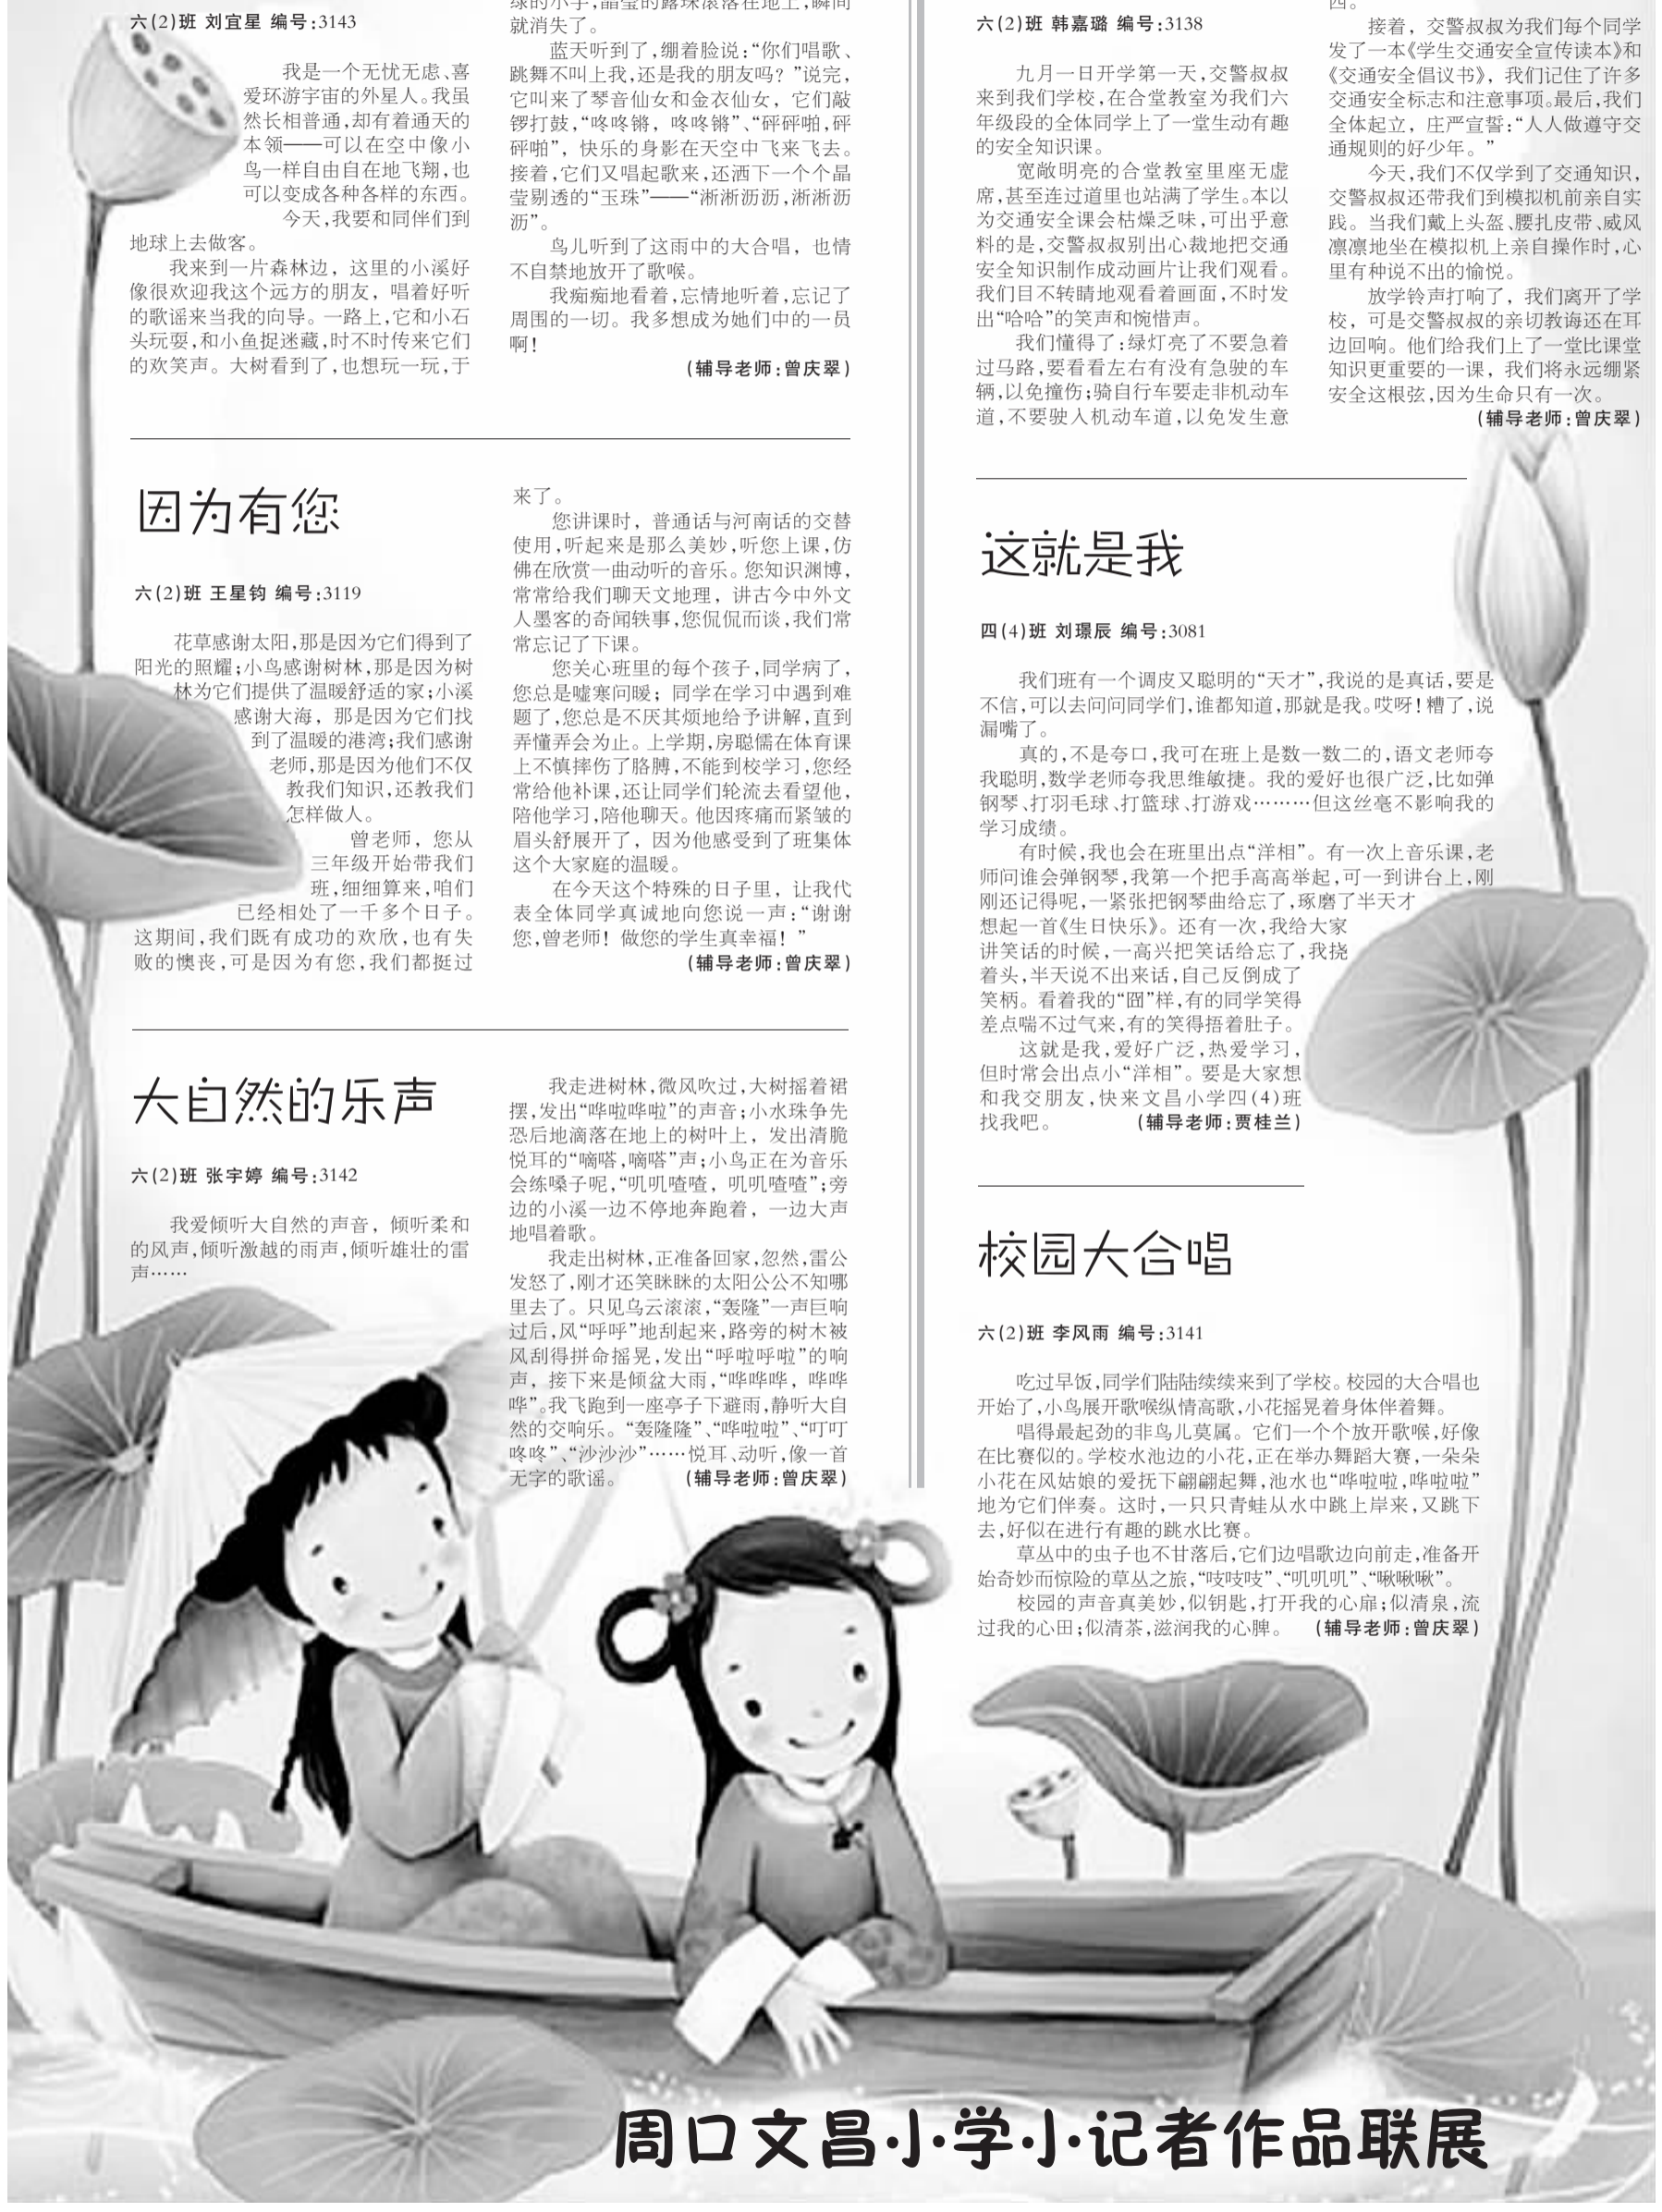 六(2)班 刘宜星 编号:3143
我是一个无忧无虑、喜
爱环游宇宙的外星人。我虽
然长相普通,却有着通天的
本领——可以在空中像小
鸟一样自由自在地飞翔,也
可以变成各种各样的东西。
今天,我要和同伴们到
地球上去做客。
我来到一片森林边，这里的小溪好
像很欢迎我这个远方的朋友，唱着好听
的歌谣来当我的向导。一路上,它和小石
头玩耍,和小鱼捉迷藏,时不时传来它们
的欢笑声。大树看到了,也想玩一玩,于
绿的小手,晶莹的露珠滚落在地上,瞬间
就消失了。
蓝天听到了,绷着脸说:“你们唱歌、
跳舞不叫上我,还是我的朋友吗？”说完,
它叫来了琴音仙女和金衣仙女，它们敲
锣打鼓,“咚咚锵，咚咚锵”、“砰砰啪,砰
砰啪”，快乐的身影在天空中飞来飞去。
接着,它们又唱起歌来,还洒下一个个晶
莹剔透的“玉珠”——“淅淅沥沥,淅淅沥
沥”。
鸟儿听到了这雨中的大合唱，也情
不自禁地放开了歌喉。
我痴痴地看着,忘情地听着,忘记了
周围的一切。我多想成为她们中的一员
啊!
(辅导老师:曾庆翠)
因为有您
六(2)班 王星钧 编号:3119
花草感谢太阳,那是因为它们得到了
阳光的照耀;小鸟感谢树林,那是因为树
林为它们提供了温暖舒适的家;小溪
感谢大海，那是因为它们找
到了温暖的港湾;我们感谢
老师,那是因为他们不仅
教我们知识,还教我们
怎样做人。
曾老师，您从
三年级开始带我们
班,细细算来,咱们
已经相处了一千多个日子。
这期间,我们既有成功的欢欣,也有失
败的懊丧,可是因为有您,我们都挺过
来了。
您讲课时，普通话与河南话的交替
使用,听起来是那么美妙,听您上课,仿
佛在欣赏一曲动听的音乐。您知识渊博,
常常给我们聊天文地理，讲古今中外文
人墨客的奇闻轶事,您侃侃而谈,我们常
常忘记了下课。
您关心班里的每个孩子,同学病了,
您总是嘘寒问暖；同学在学习中遇到难
题了,您总是不厌其烦地给予讲解,直到
弄懂弄会为止。上学期,房聪儒在体育课
上不慎摔伤了胳膊,不能到校学习,您经
常给他补课,还让同学们轮流去看望他,
陪他学习,陪他聊天。他因疼痛而紧皱的
眉头舒展开了，因为他感受到了班集体
这个大家庭的温暖。
在今天这个特殊的日子里，让我代
表全体同学真诚地向您说一声:“谢谢
您,曾老师！做您的学生真幸福！”
(辅导老师:曾庆翠)
大自然的乐声
六(2)班 张宇婷 编号:3142
我爱倾听大自然的声音，倾听柔和
的风声,倾听激越的雨声,倾听雄壮的雷
声……
我走进树林,微风吹过,大树摇着裙
摆,发出“哗啦哗啦”的声音;小水珠争先
恐后地滴落在地上的树叶上，发出清脆
悦耳的“嘀嗒,嘀嗒”声;小鸟正在为音乐
会练嗓子呢,“叽叽喳喳，叽叽喳喳”;旁
边的小溪一边不停地奔跑着，一边大声
地唱着歌。
我走出树林,正准备回家,忽然,雷公
发怒了,刚才还笑眯眯的太阳公公不知哪
里去了。只见乌云滚滚,“轰隆”一声巨响
过后,风“呼呼”地刮起来,路旁的树木被
风刮得拼命摇晃,发出“呼啦呼啦”的响
声，接下来是倾盆大雨,“哗哗哗，哗哗
哗”。我飞跑到一座亭子下避雨,静听大自
然的交响乐。“轰隆隆”、“哗啦啦”、“叮叮
咚咚”、“沙沙沙”……悦耳、动听,像一首
无字的歌谣。 (辅导老师:曾庆翠)
六(2)班 韩嘉璐 编号:3138
九月一日开学第一天,交警叔叔
来到我们学校,在合堂教室为我们六
年级段的全体同学上了一堂生动有趣
的安全知识课。
宽敞明亮的合堂教室里座无虚
席,甚至连过道里也站满了学生。本以
为交通安全课会枯燥乏味,可出乎意
料的是,交警叔叔别出心裁地把交通
安全知识制作成动画片让我们观看。
我们目不转睛地观看着画面,不时发
出“哈哈”的笑声和惋惜声。
我们懂得了:绿灯亮了不要急着
过马路,要看看左右有没有急驶的车
辆,以免撞伤;骑自行车要走非机动车
道,不要驶入机动车道,以免发生意
接着，交警叔叔为我们每个同学
发了一本《学生交通安全宣传读本》和
《交通安全倡议书》，我们记住了许多
交通安全标志和注意事项。最后,我们
全体起立，庄严宣誓:“人人做遵守交
通规则的好少年。”
今天,我们不仅学到了交通知识,
交警叔叔还带我们到模拟机前亲自实
践。当我们戴上头盔、腰扎皮带、威风
凛凛地坐在模拟机上亲自操作时,心
里有种说不出的愉悦。
放学铃声打响了，我们离开了学
校，可是交警叔叔的亲切教诲还在耳
边回响。他们给我们上了一堂比课堂
知识更重要的一课，我们将永远绷紧
安全这根弦,因为生命只有一次。
(辅导老师:曾庆翠)
这就是我
四(4)班 刘璟辰 编号:3081
我们班有一个调皮又聪明的“天才”,我说的是真话,要是
不信,可以去问问同学们,谁都知道,那就是我。哎呀!糟了,说
漏嘴了。
真的,不是夸口,我可在班上是数一数二的,语文老师夸
我聪明,数学老师夸我思维敏捷。我的爱好也很广泛,比如弹
钢琴、打羽毛球、打篮球、打游戏………但这丝毫不影响我的
学习成绩。
有时候,我也会在班里出点“洋相”。有一次上音乐课,老
师问谁会弹钢琴,我第一个把手高高举起,可一到讲台上,刚
刚还记得呢,一紧张把钢琴曲给忘了,琢磨了半天才
想起一首《生日快乐》。还有一次,我给大家
讲笑话的时候,一高兴把笑话给忘了,我挠
着头,半天说不出来话,自己反倒成了
笑柄。看着我的“囧”样,有的同学笑得
差点喘不过气来,有的笑得捂着肚子。
这就是我,爱好广泛,热爱学习,
但时常会出点小“洋相”。要是大家想
和我交朋友,快来文昌小学四(4)班
找我吧。 (辅导老师:贾桂兰)
校园大合唱
六(2)班 李风雨 编号:3141
吃过早饭,同学们陆陆续续来到了学校。校园的大合唱也
开始了,小鸟展开歌喉纵情高歌,小花摇晃着身体伴着舞。
唱得最起劲的非鸟儿莫属。它们一个个放开歌喉,好像
在比赛似的。学校水池边的小花,正在举办舞蹈大赛,一朵朵
小花在风姑娘的爱抚下翩翩起舞,池水也“哗啦啦,哗啦啦”
地为它们伴奏。这时,一只只青蛙从水中跳上岸来,又跳下
去,好似在进行有趣的跳水比赛。
草丛中的虫子也不甘落后,它们边唱歌边向前走,准备开
始奇妙而惊险的草丛之旅,“吱吱吱”、“叽叽叽”、“啾啾啾”。
校园的声音真美妙,似钥匙,打开我的心扉;似清泉,流
过我的心田;似清茶,滋润我的心脾。 (辅导老师:曾庆翠)
周口文昌小学小记者作品联展